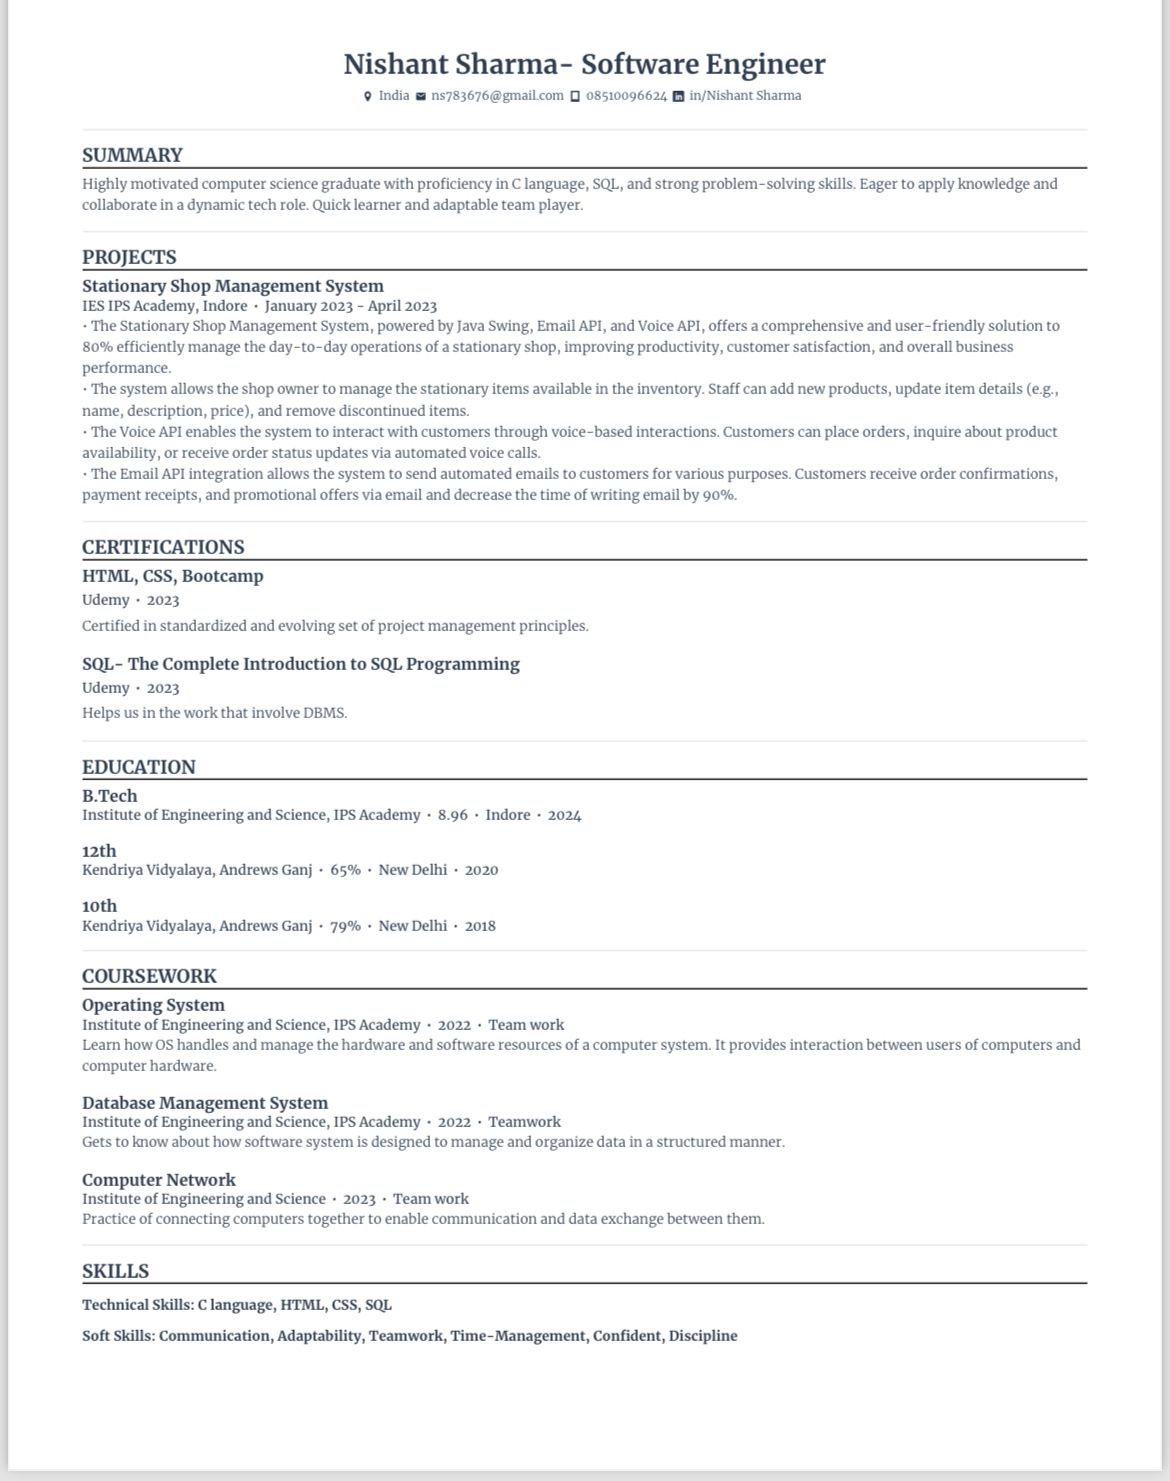 Nishant Sharma- Software Engineer
India ns783676@gmail.com 08510096624 in/Nishant Sharma
SUMMARY
Highly motivated computer science graduate with proficiency in C language, SQL, and strong problem-solving skills. Eager to apply knowledge and
collaborate in a dynamic tech role. Quick learner and adaptable team player.
PROJECTS
Stationary Shop Management System
IES IPS Academy, Indore • January 2023 - April 2023
• The Stationary Shop Management System, powered by Java Swing, Email API, and Voice API, offers a comprehensive and user-friendly solution to
80% efficiently manage the day-to-day operations of a stationary shop, improving productivity, customer satisfaction, and overall business
performance.
• The system allows the shop owner to manage the stationary items available in the inventory. Staff can add new products, update item details (e.g.,
name, description, price), and remove discontinued items.
• The Voice API enables the system to interact with customers through voice-based interactions. Customers can place orders, inquire about product
availability, or receive order status updates via automated voice calls.
• The Email API integration allows the system to send automated emails to customers for various purposes. Customers receive order confirmations,
payment receipts, and promotional offers via email and decrease the time of writing email by 90%.
CERTIFICATIONS
HTML, CSS, Bootcamp
Udemy • 2023
Certified in standardized and evolving set of project management principles.
SQL- The Complete Introduction to SQL Programming
Udemy • 2023
Helps us in the work that involve DBMS.
EDUCATION
B.Tech
Institute of Engineering and Science, IPS Academy • 8.96 • Indore • 2024
12th
Kendriya Vidyalaya, Andrews Ganj • 65% • New Delhi • 2020
10th
Kendriya Vidyalaya, Andrews Ganj • 79% • New Delhi • 2018
COURSEWORK
Operating System
Institute of Engineering and Science, IPS Academy • 2022 • Team work
Learn how OS handles and manage the hardware and software resources of a computer system. It provides interaction between users of computers and
computer hardware.
Database Management System
Institute of Engineering and Science, IPS Academy • 2022 • Teamwork
Gets to know about how software system is designed to manage and organize data in a structured manner.
Computer Network
Institute of Engineering and Science • 2023 • Team work
Practice of connecting computers together to enable communication and data exchange between them.
SKILLS
Technical Skills: C language, HTML, CSS, SQL
Soft Skills: Communication, Adaptability, Teamwork, Time-Management, Confident, Discipline